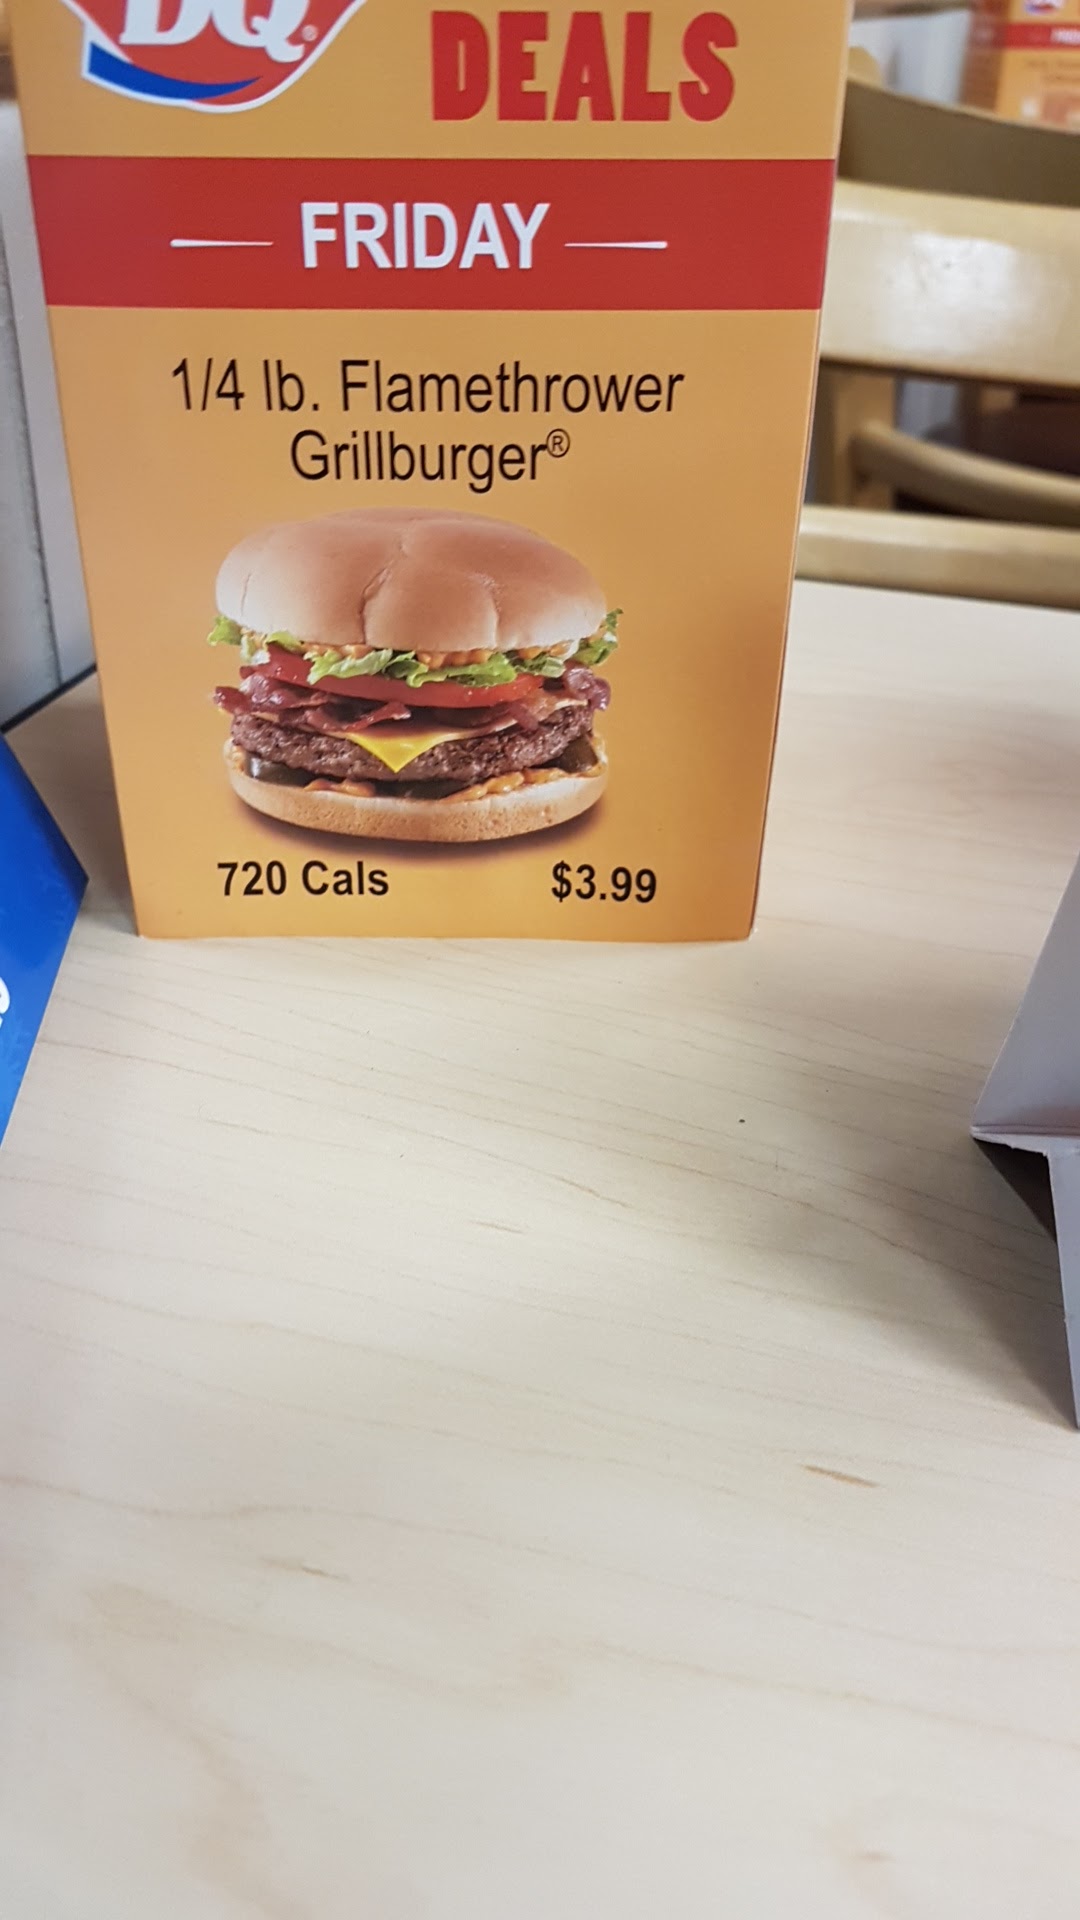 DQ®
DEALS
FRIDAY
1/4 lb. Flamethrower
Grillburger®
720 Cals $3.99